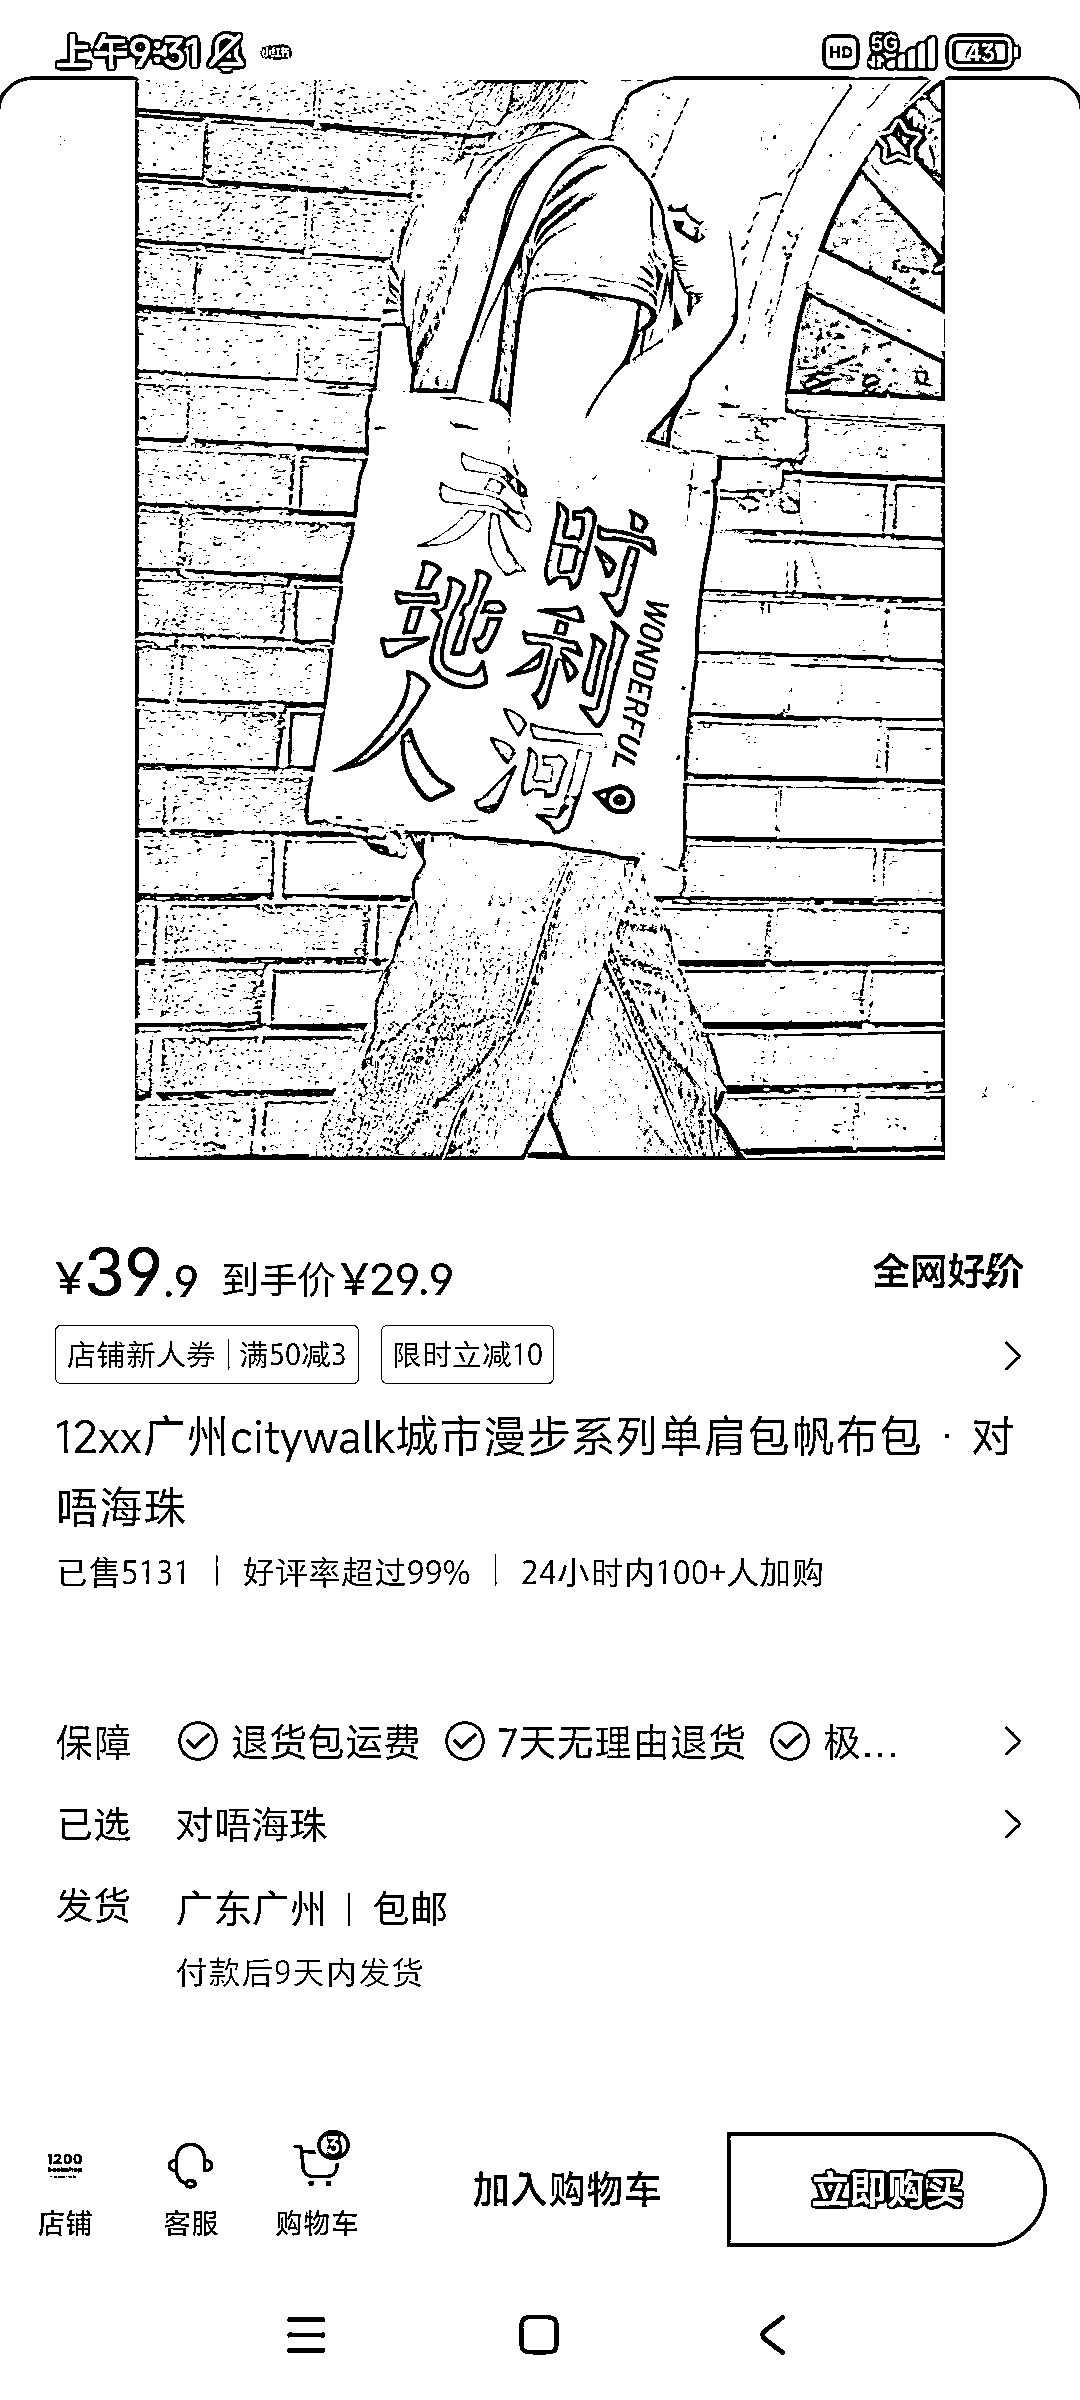 上午9:31
HD 5G 43
天时
地利
人河
WONDERFUL
¥39.9 到手价¥29.9 全网好价
店铺新人券 | 满50减3 限时立减10
12xx广州citywalk城市漫步系列单肩包帆布包 · 对
唔海珠
已售5131 | 好评率超过99% | 24小时内100+人加购
保障 退货包运费 7天无理由退货 极...
已选 对唔海珠
发货 广东广州 | 包邮
付款后9天内发货
1200
bookshop
31
店铺 客服 购物车 加入购物车 立即购买